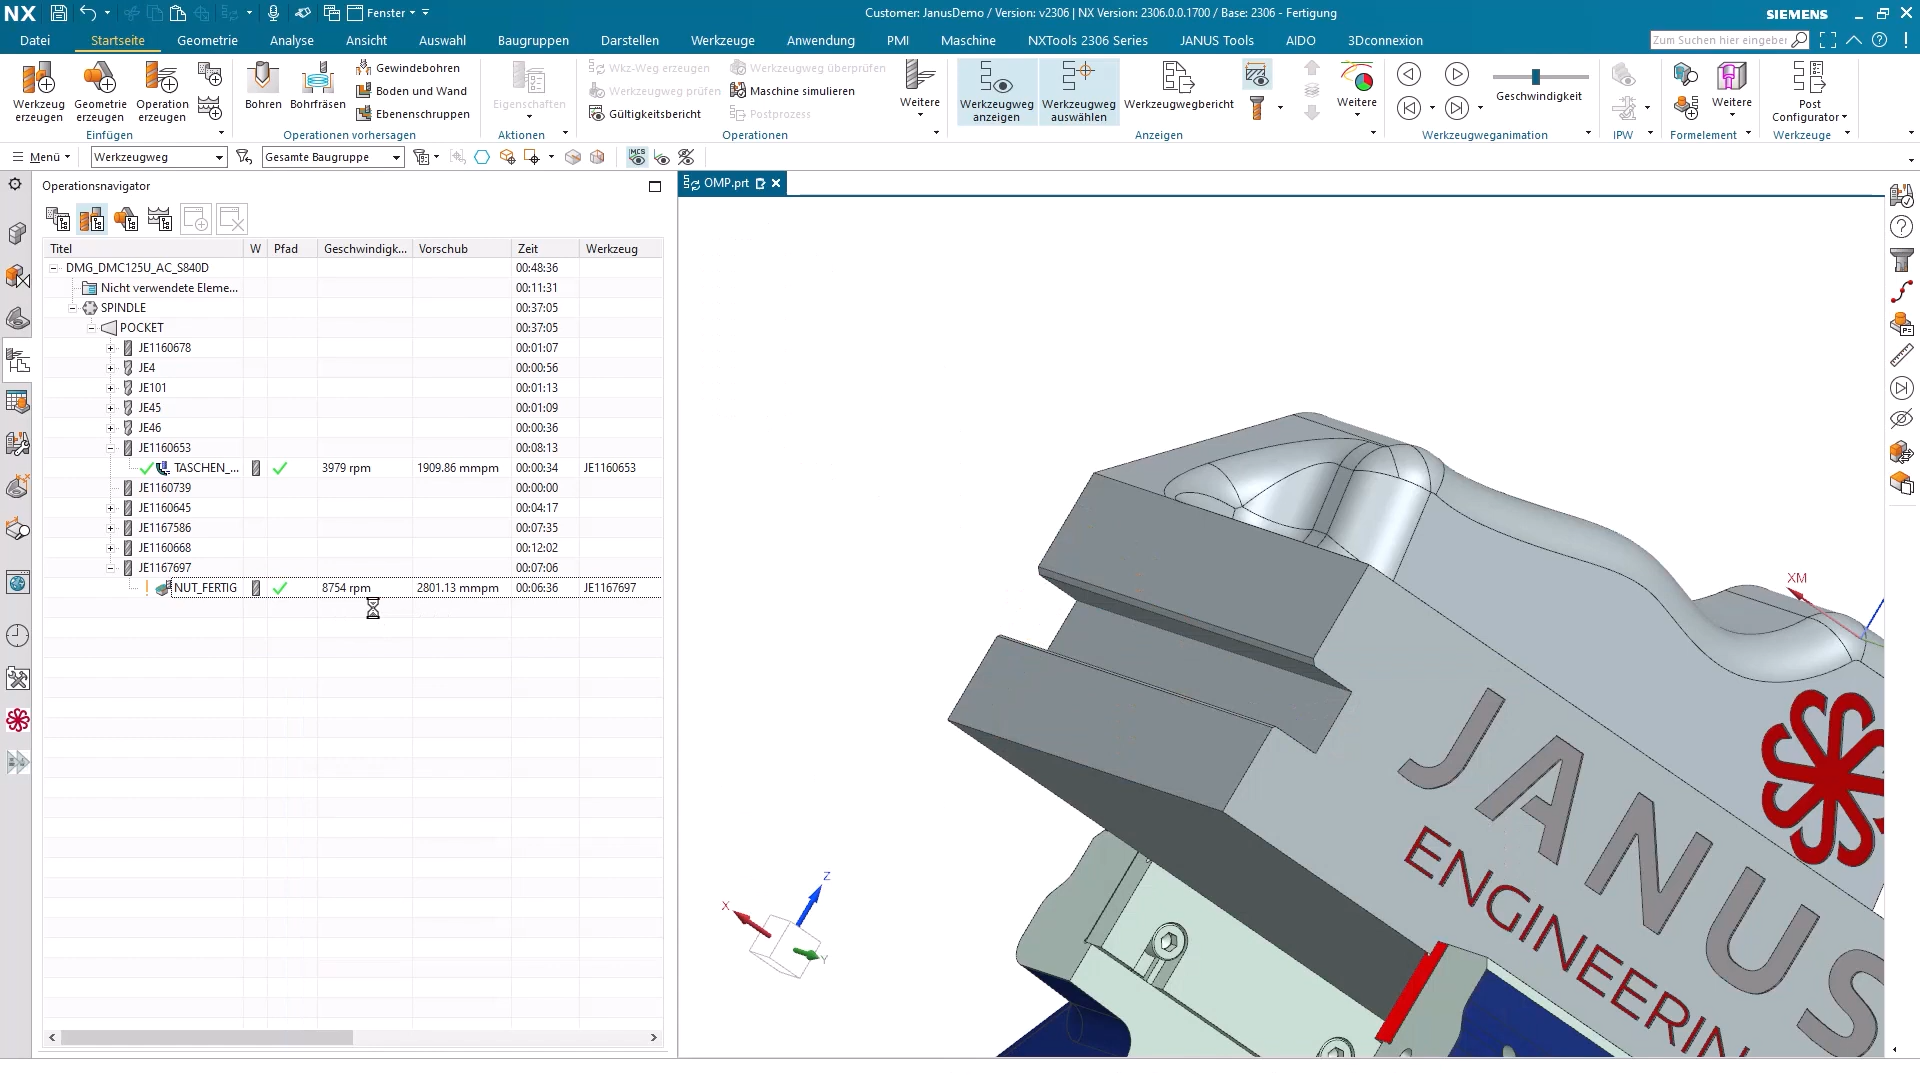 NX
Fenster
Customer: JanusDemo / Version: v2306 | NX Version: 2306.0.0.1700 / Base: 2306 - Fertigung
SIEMENS
Datei Startseite Geometrie Analyse Ansicht Auswahl Baugruppen Darstellen Werkzeuge Anwendung PMI Maschine NXTools 2306 Series JANUS Tools AIDO 3Dconnexion
Zum Suchen hier eingeben
Werkzeug erzeugen
Geometrie erzeugen
Operation erzeugen
Einfügen
Bohren
Bohrfräsen
Gewindebohren
Boden und Wand
Ebenenschruppen
Operationen vorhersagen
Eigenschaften
Aktionen
Wkz-Weg erzeugen
Werkzeugweg prüfen
Gültigkeitsbericht
Werkzeugweg überprüfen
Maschine simulieren
Postprozess
Weitere
Operationen
Werkzeugweg anzeigen
Werkzeugweg auswählen
Werkzeugwegbericht
Weitere
Anzeigen
Geschwindigkeit
Werkzeugweganimation
IPW
Weitere
Formelement
Post Configurator
Werkzeuge
Menü
Werkzeugweg
Gesamte Baugruppe
MCS
Operationsnavigator
OMP.prt
Titel W Pfad Geschwindigk... Vorschub Zeit Werkzeug
DMG_DMC125U_AC_S840D 00:48:36
Nicht verwendete Eleme... 00:11:31
SPINDLE 00:37:05
POCKET 00:37:05
JE1160678 00:01:07
JE4 00:00:56
JE101 00:01:13
JE45 00:01:09
JE46 00:00:36
JE1160653 00:08:13
TASCHEN_... 3979 rpm 1909.86 mmpm 00:00:34 JE1160653
JE1160739 00:00:00
JE1160645 00:04:17
JE1167586 00:07:35
JE1160668 00:12:02
JE1167697 00:07:06
NUT_FERTIG 8754 rpm 2801.13 mmpm 00:06:36 JE1167697
XM
JANUS
ENGINEERIN
Z
X
Y